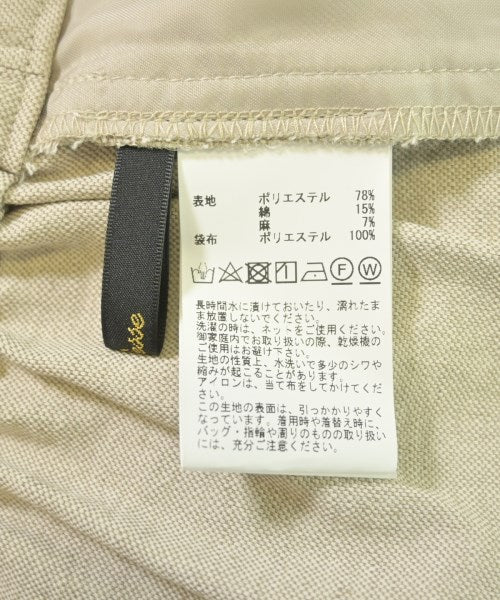 表地 ポリエステル 78%
綿 15%
麻 7%
袋布 ポリエステル 100%
F W
長時間水に漬けておいたり、濡れたま
ま放置しないでください。
洗濯の時は、ネットをご使用ください。
御家庭内でお取り扱いの際、乾燥機の
ご使用はお避け下さい。
生地の性質上、水洗いで多少のシワや
縮みが起こることがあります。
アイロンは、当て布をしてかけてくだ
さい。
この生地の表面は、引っかかりやすく
なっています。着用時や着替え時に、
バッグ・指輪や周りのものの取り扱い
には、充分ご注意ください。